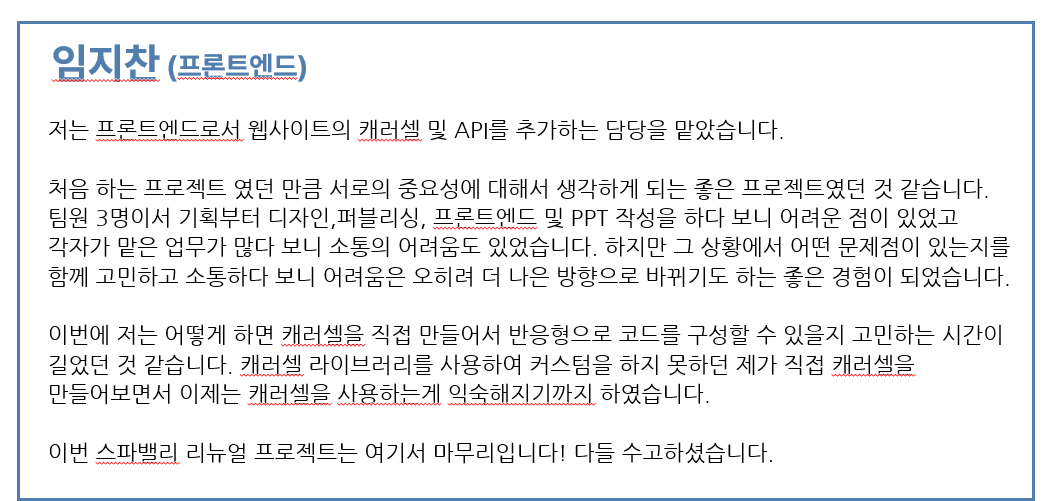 임지찬 (프론트엔드)
저는 프론트엔드로서 웹사이트의 캐러셀 및 API를 추가하는 담당을 맡았습니다.
처음 하는 프로젝트 였던 만큼 서로의 중요성에 대해서 생각하게 되는 좋은 프로젝트였던 것 같습니다.
팀원 3명이서 기획부터 디자인,퍼블리싱, 프론트엔드 및 PPT 작성을 하다 보니 어려운 점이 있었고
각자가 맡은 업무가 많다 보니 소통의 어려움도 있었습니다. 하지만 그 상황에서 어떤 문제점이 있는지를
함께 고민하고 소통하다 보니 어려움은 오히려 더 나은 방향으로 바뀌기도 하는 좋은 경험이 되었습니다.
이번에 저는 어떻게 하면 캐러셀을 직접 만들어서 반응형으로 코드를 구성할 수 있을지 고민하는 시간이
길었던 것 같습니다. 캐러셀 라이브러리를 사용하여 커스텀을 하지 못하던 제가 직접 캐러셀을
만들어보면서 이제는 캐러셀을 사용하는게 익숙해지기까지 하였습니다.
이번 스파밸리 리뉴얼 프로젝트는 여기서 마무리입니다! 다들 수고하셨습니다.